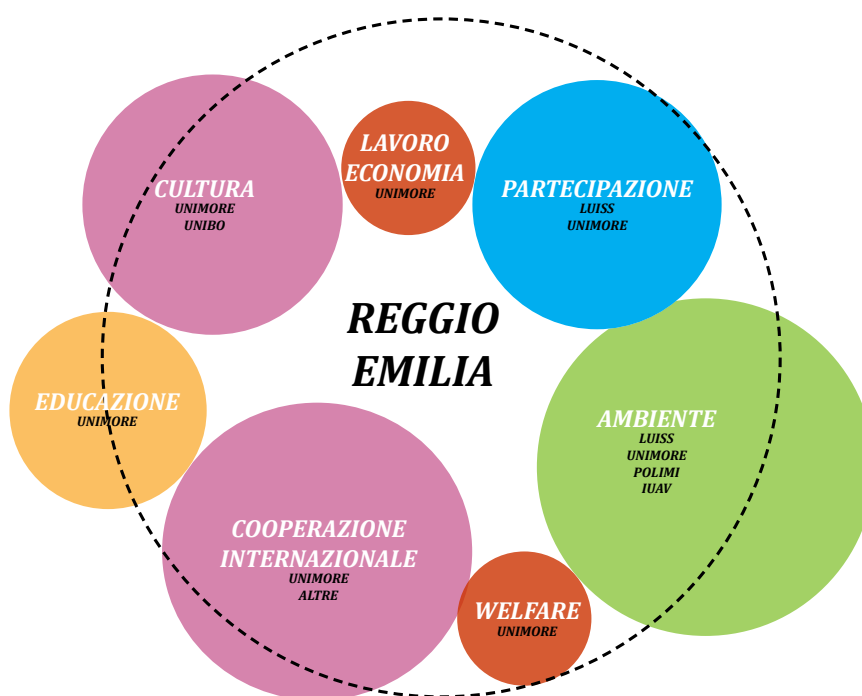 LAVORO
ECONOMIA
UNIMORE
CULTURA
UNIMORE
UNIBO
PARTECIPAZIONE
LUISS
UNIMORE
REGGIO
EMILIA
EDUCAZIONE
UNIMORE
AMBIENTE
LUISS
UNIMORE
POLIMI
IUAV
COOPERAZIONE
INTERNAZIONALE
UNIMORE
ALTRE
WELFARE
UNIMORE